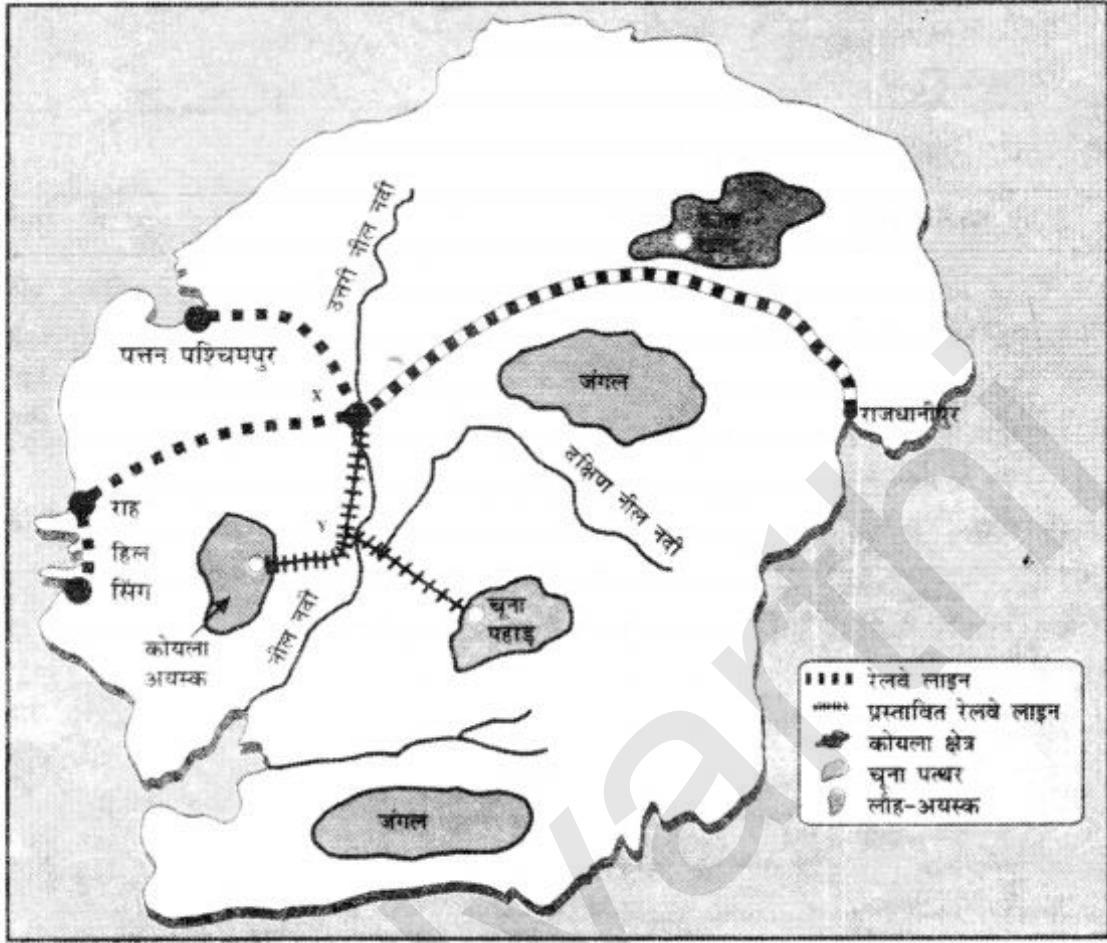 उत्तरी नील नदी
पत्तन पश्चिमपुर
X
जंगल
राजधानीपुर
दक्षिण नील नदी
राह
Y
हिल
सिंग
नील नदी
चूना
पहाड़
कोयला
अयस्क
रेलवे लाइन
प्रस्तावित रेलवे लाइन
कोयला क्षेत्र
चूना पत्थर
लौह-अयस्क
जंगल